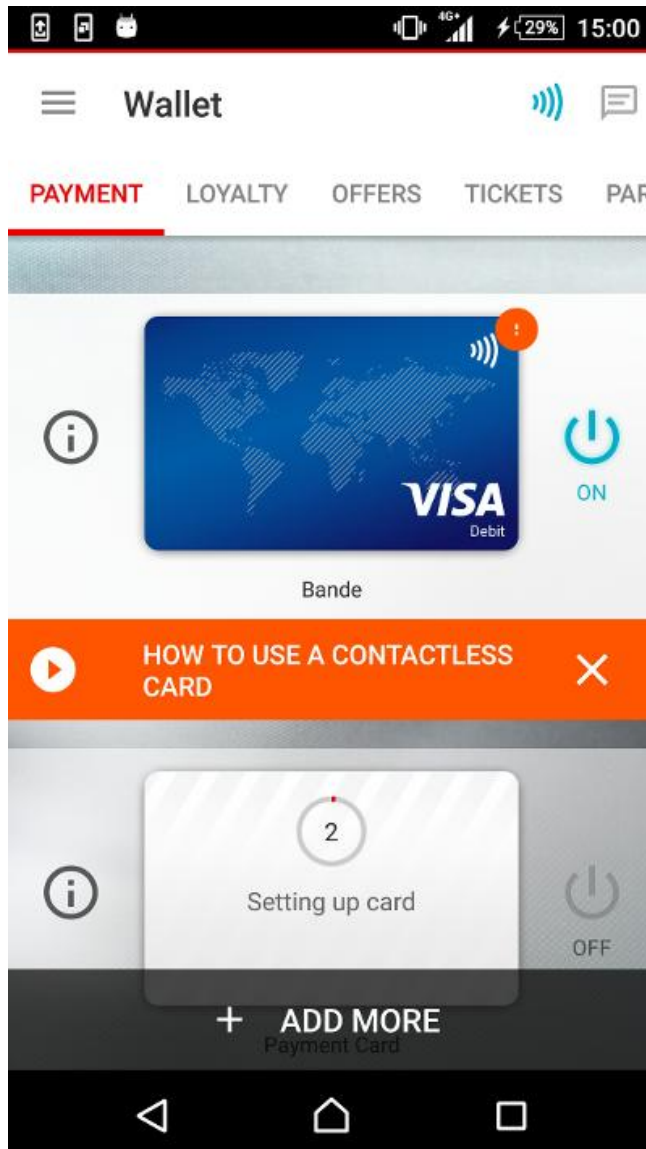 4G+ 29% 15:00
Wallet
PAYMENT LOYALTY OFFERS TICKETS PAR
VISA
Debit
ON
Bande
HOW TO USE A CONTACTLESS
CARD
2
Setting up card
OFF
+ ADD MORE
Payment Card